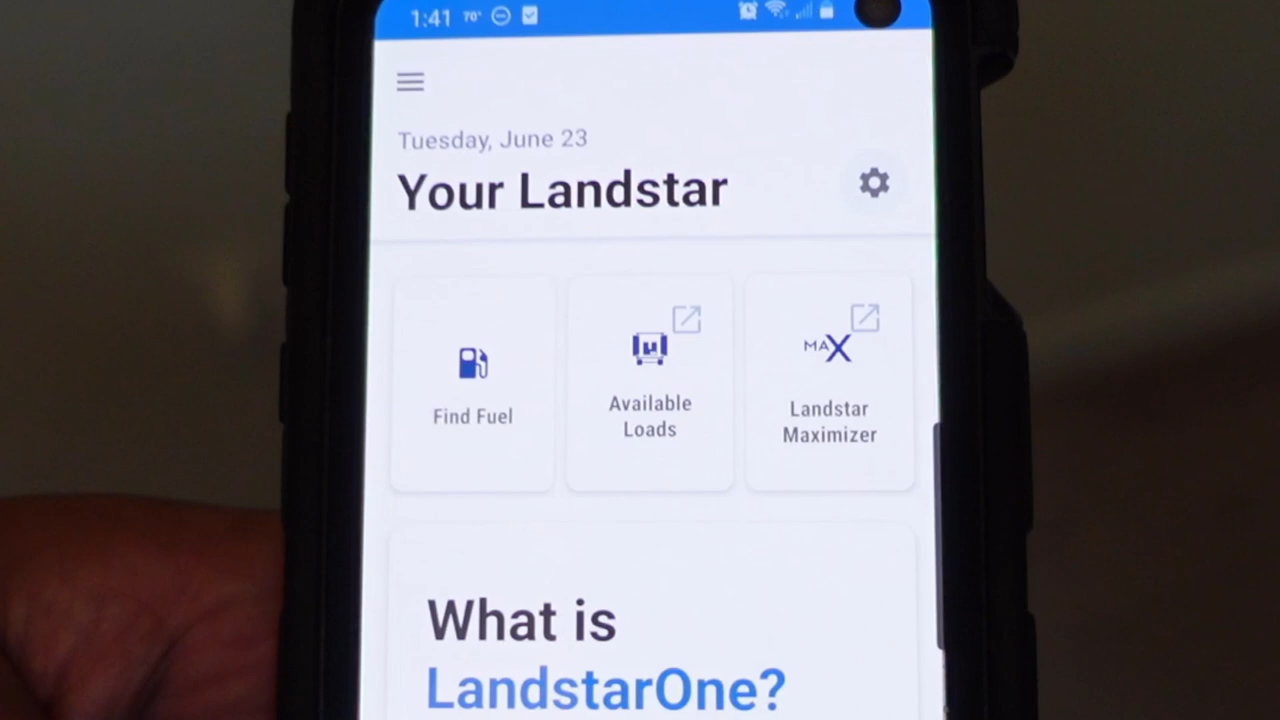 1:41 70°
Tuesday, June 23
Your Landstar
Find Fuel
Available
Loads
MAX
Landstar
Maximizer
What is
LandstarOne?